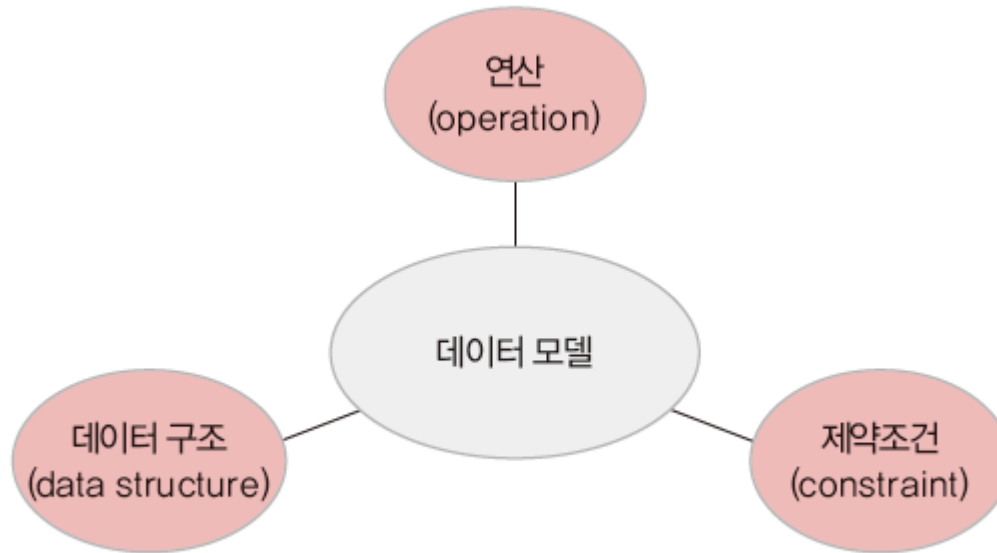 연산
(operation)
데이터 모델
데이터 구조
(data structure)
제약조건
(constraint)